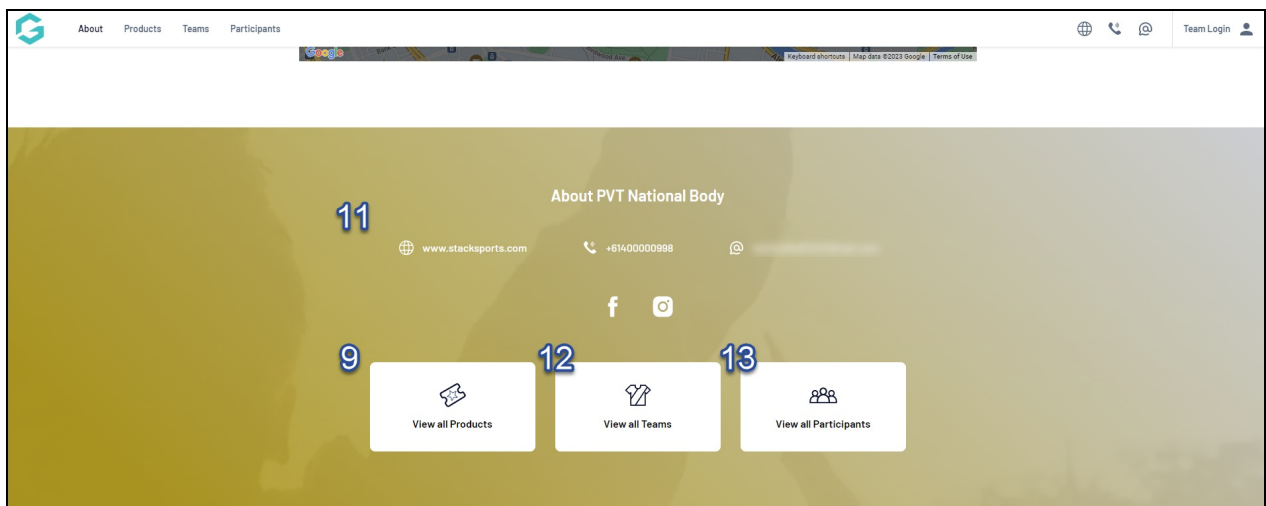 About Products Teams Participants Team Login
Google Keyboard shortcuts Map data ©2023 Google Terms of Use
About PVT National Body
11
www.stacksports.com +61400000998
9 12 13
View all Products View all Teams View all Participants